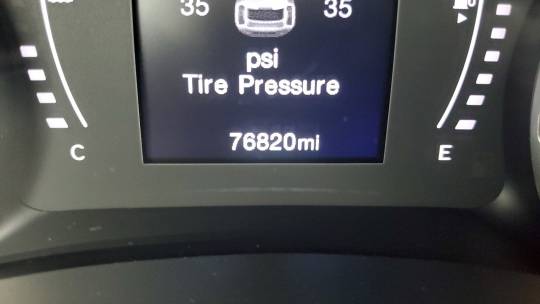 35 35
psi
Tire Pressure
76820mi
C E